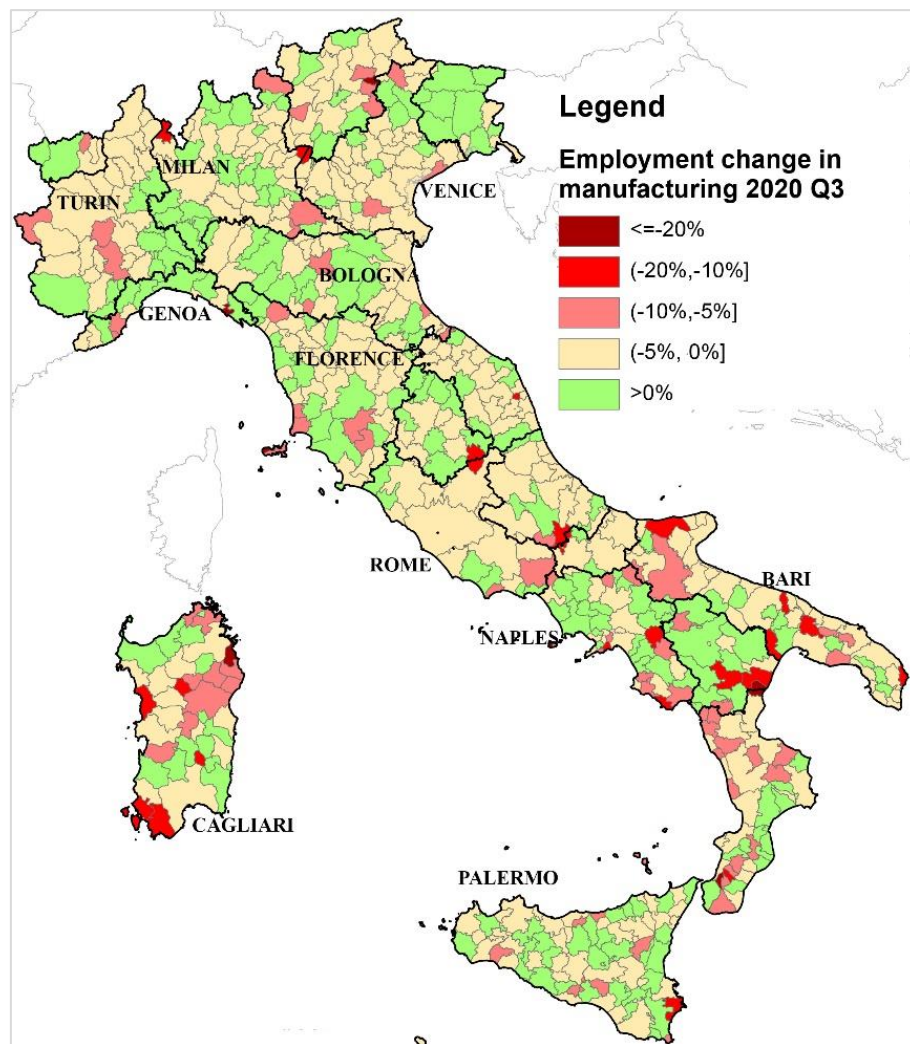 Legend
Employment change in
manufacturing 2020 Q3
<=-20%
(-20%,-10%]
(-10%,-5%]
(-5%, 0%]
>0%
MILAN
VENICE
TURIN
BOLOGNA
GENOA
FLORENCE
ROME
BARI
NAPLES
CAGLIARI
PALERMO